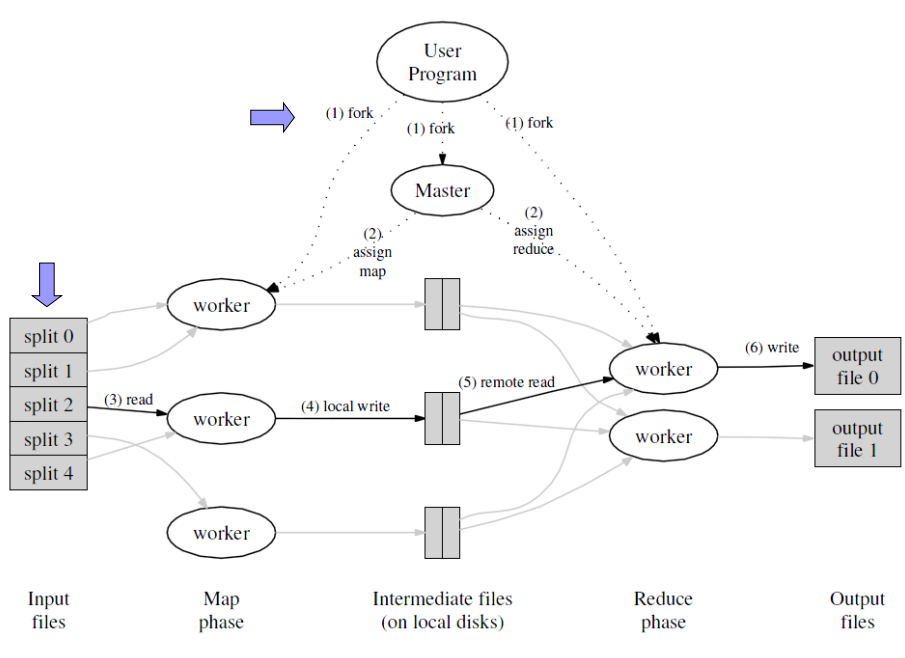 User
Program
(1) fork
(1) fork
(1) fork
Master
(2)
assign
map
(2)
assign
reduce
split 0
split 1
split 2
split 3
split 4
(3) read
worker
worker
worker
(4) local write
(5) remote read
worker
worker
(6) write
output
file 0
output
file 1
Input
files
Map
phase
Intermediate files
(on local disks)
Reduce
phase
Output
files